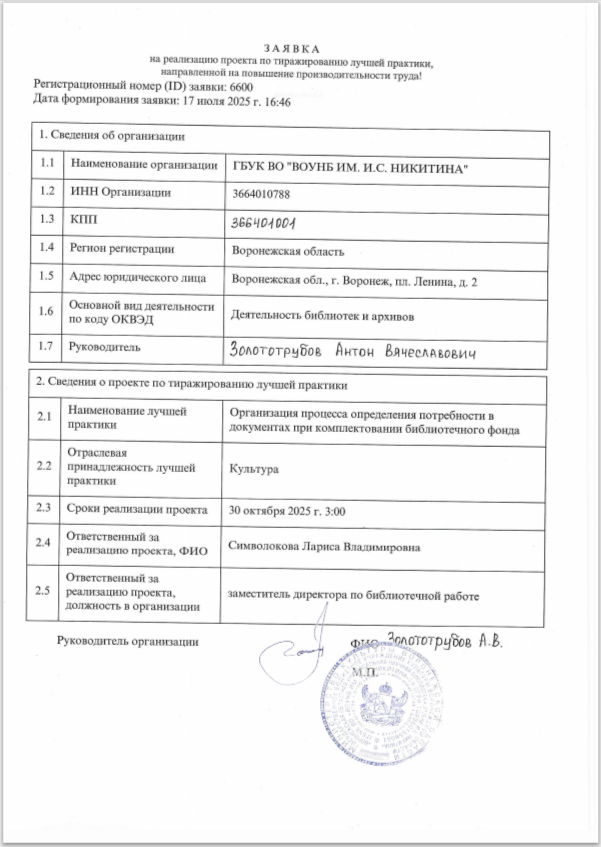 З А Я В К А
на реализацию проекта по тиражированию лучшей практики,
направленной на повышение производительности труда!
Регистрационный номер (ID) заявки: 6600
Дата формирования заявки: 17 июля 2025 г. 16:46
1. Сведения об организации
1.1 Наименование организации ГБУК ВО "ВОУНБ ИМ. И.С. НИКИТИНА"
1.2 ИНН Организации 3664010788
1.3 КПП 366401001
1.4 Регион регистрации Воронежская область
1.5 Адрес юридического лица Воронежская обл., г. Воронеж, пл. Ленина, д. 2
1.6 Основной вид деятельности
по коду ОКВЭД Деятельность библиотек и архивов
1.7 Руководитель Золототрубов Антон Вячеславович
2. Сведения о проекте по тиражированию лучшей практики
2.1 Наименование лучшей
практики
Организация процесса определения потребности в
документах при комплектовании библиотечного фонда
2.2 Отраслевая
принадлежность лучшей
практики
Культура
2.3 Сроки реализации проекта 30 октября 2025 г. 3:00
2.4 Ответственный за
реализацию проекта, ФИО
Символокова Лариса Владимировна
2.5 Ответственный за
реализацию проекта,
должность в организации
заместитель директора по библиотечной работе
Руководитель организации ФИО Золототрубов А.В.
М.П.